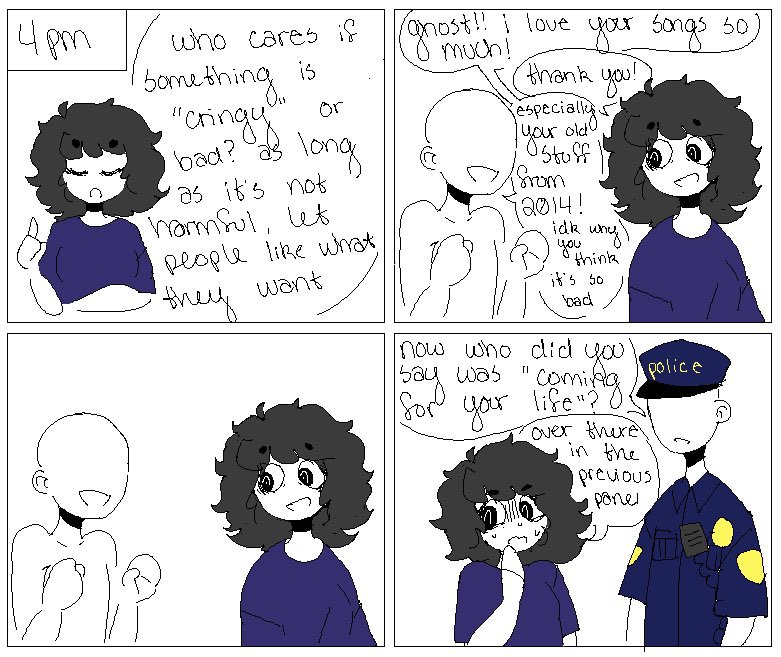 4pm
who cares if
something is
"cringy" or
bad? as long
as it's not
harmful, let
people like what
they want
ghost!! i love your songs so
much!
thank you!
especially
your old
stuff
from
2014!
idk why
you
think
it's so
bad
now who did you
say was "coming
for your life"?
police
over there
in the
previous
panel